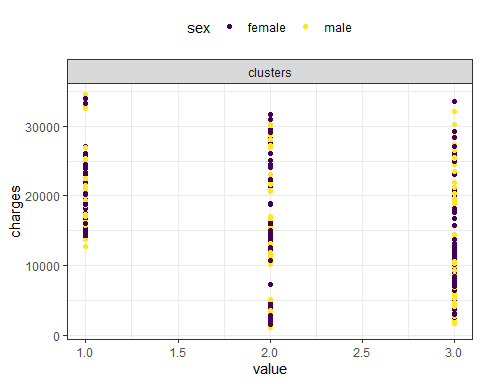 sex female male
clusters
30000
20000
10000
0
charges
1.0 1.5 2.0 2.5 3.0
value